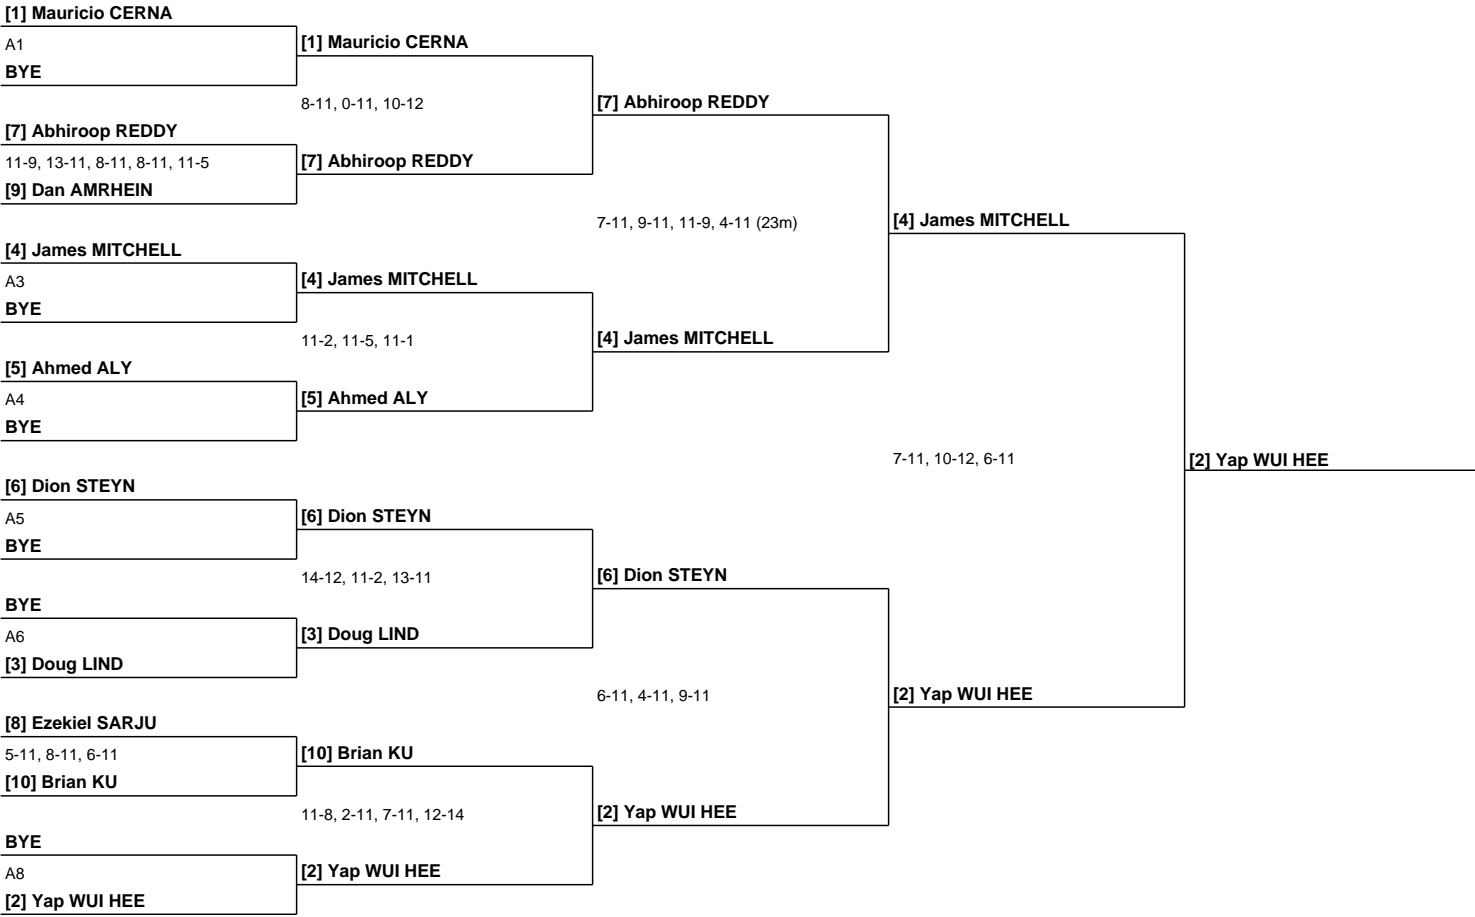 [1] Mauricio CERNA
A1
BYE
[7] Abhiroop REDDY
11-9, 13-11, 8-11, 8-11, 11-5
[9] Dan AMRHEIN
[4] James MITCHELL
A3
BYE
[5] Ahmed ALY
A4
BYE
[6] Dion STEYN
A5
BYE
BYE
A6
[3] Doug LIND
[8] Ezekiel SARJU
5-11, 8-11, 6-11
[10] Brian KU
BYE
A8
[2] Yap WUI HEE
[1] Mauricio CERNA
8-11, 0-11, 10-12
[7] Abhiroop REDDY
[4] James MITCHELL
11-2, 11-5, 11-1
[5] Ahmed ALY
[6] Dion STEYN
14-12, 11-2, 13-11
[3] Doug LIND
[10] Brian KU
11-8, 2-11, 7-11, 12-14
[2] Yap WUI HEE
[7] Abhiroop REDDY
7-11, 9-11, 11-9, 4-11 (23m)
[4] James MITCHELL
[6] Dion STEYN
6-11, 4-11, 9-11
[2] Yap WUI HEE
[4] James MITCHELL
7-11, 10-12, 6-11
[2] Yap WUI HEE
[2] Yap WUI HEE